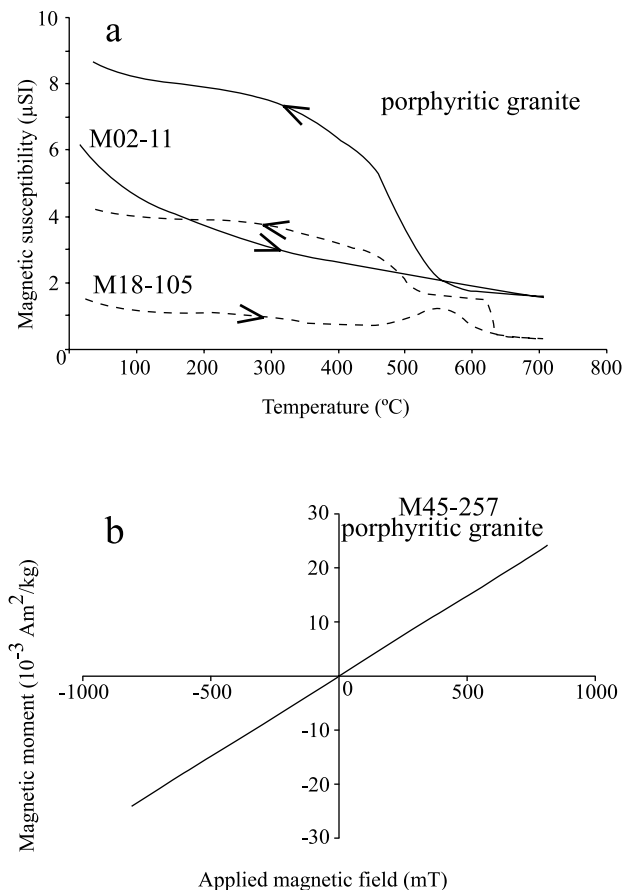 a
10
8
6
4
2
0
Magnetic susceptibility (µSI)
porphyritic granite
M02-11
M18-105
100 200 300 400 500 600 700 800
Temperature (ºC)
b
M45-257
porphyritic granite
30
20
10
-10
-20
-30
-1000 -500 0 500 1000
Magnetic moment (10⁻³ Am²/kg)
Applied magnetic field (mT)